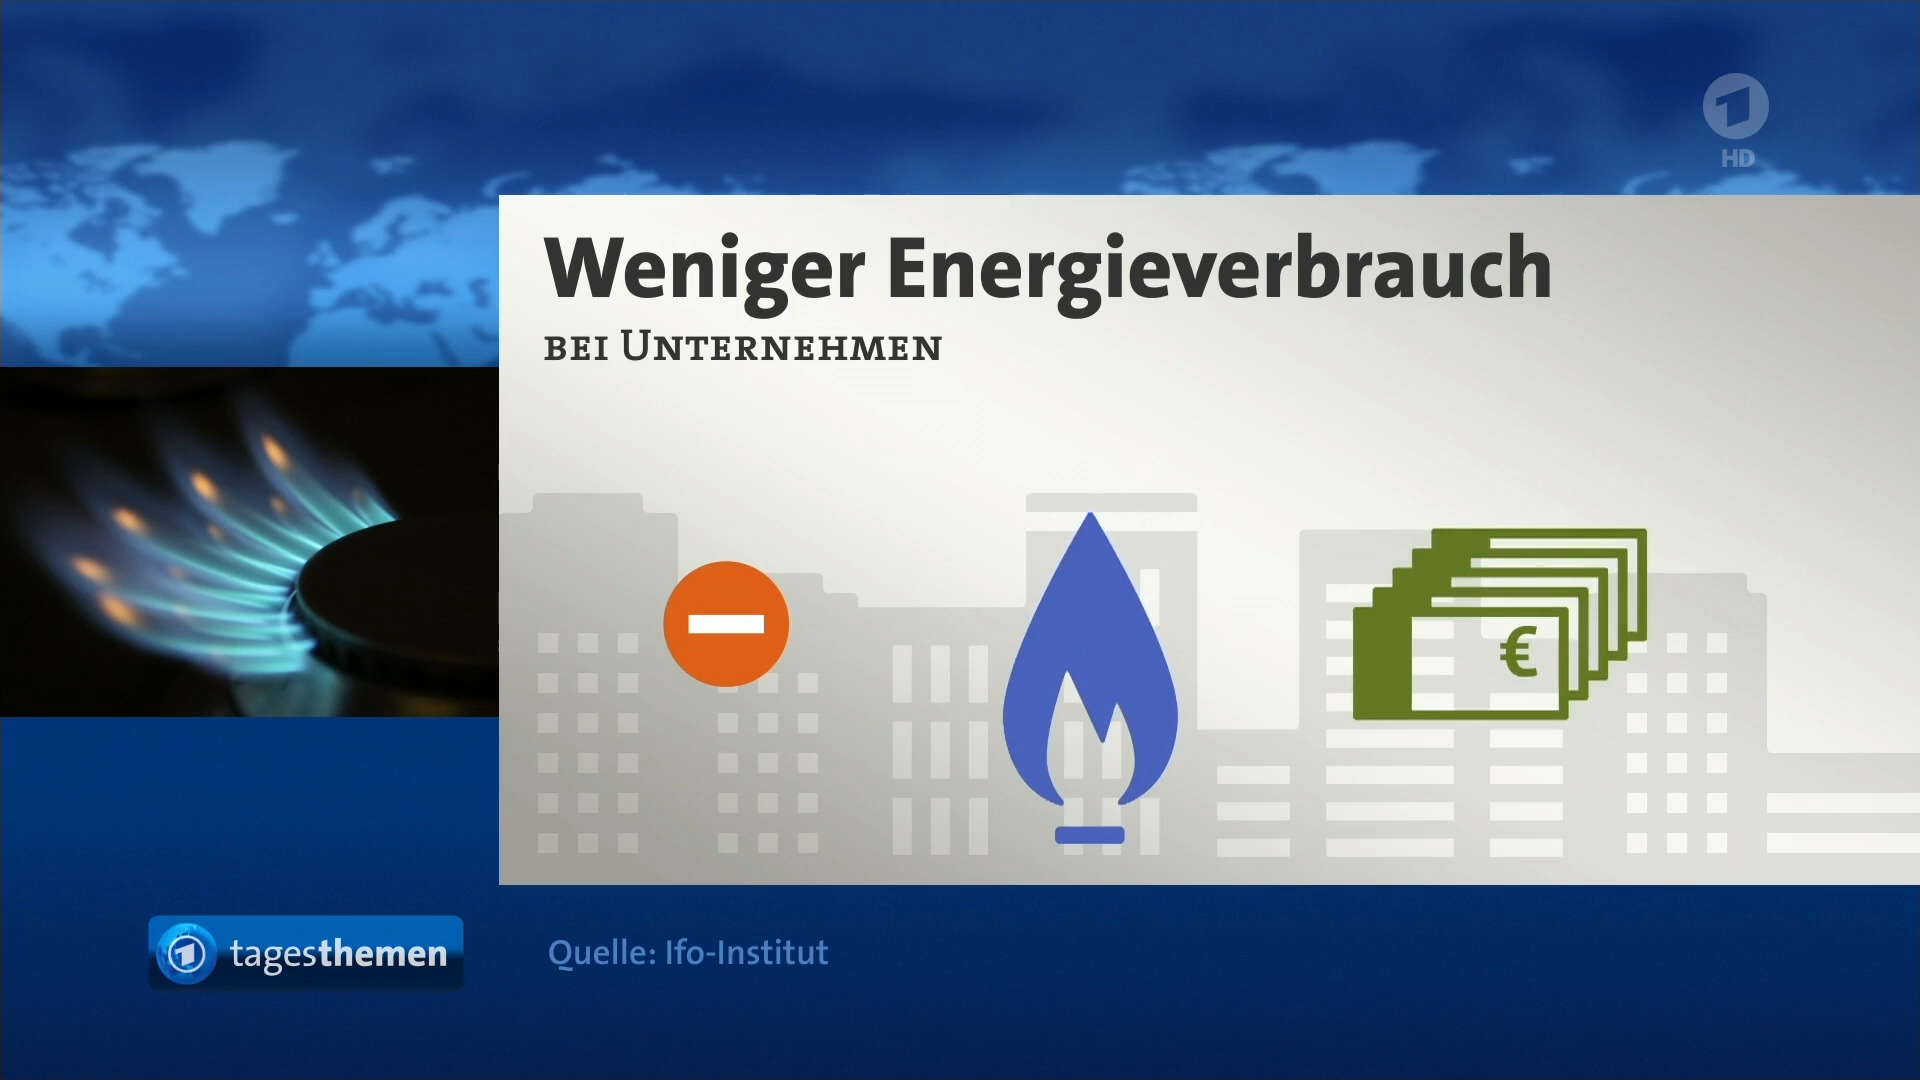 HD
Weniger Energieverbrauch
BEI UNTERNEHMEN
€
tagesthemen
Quelle: Ifo-Institut